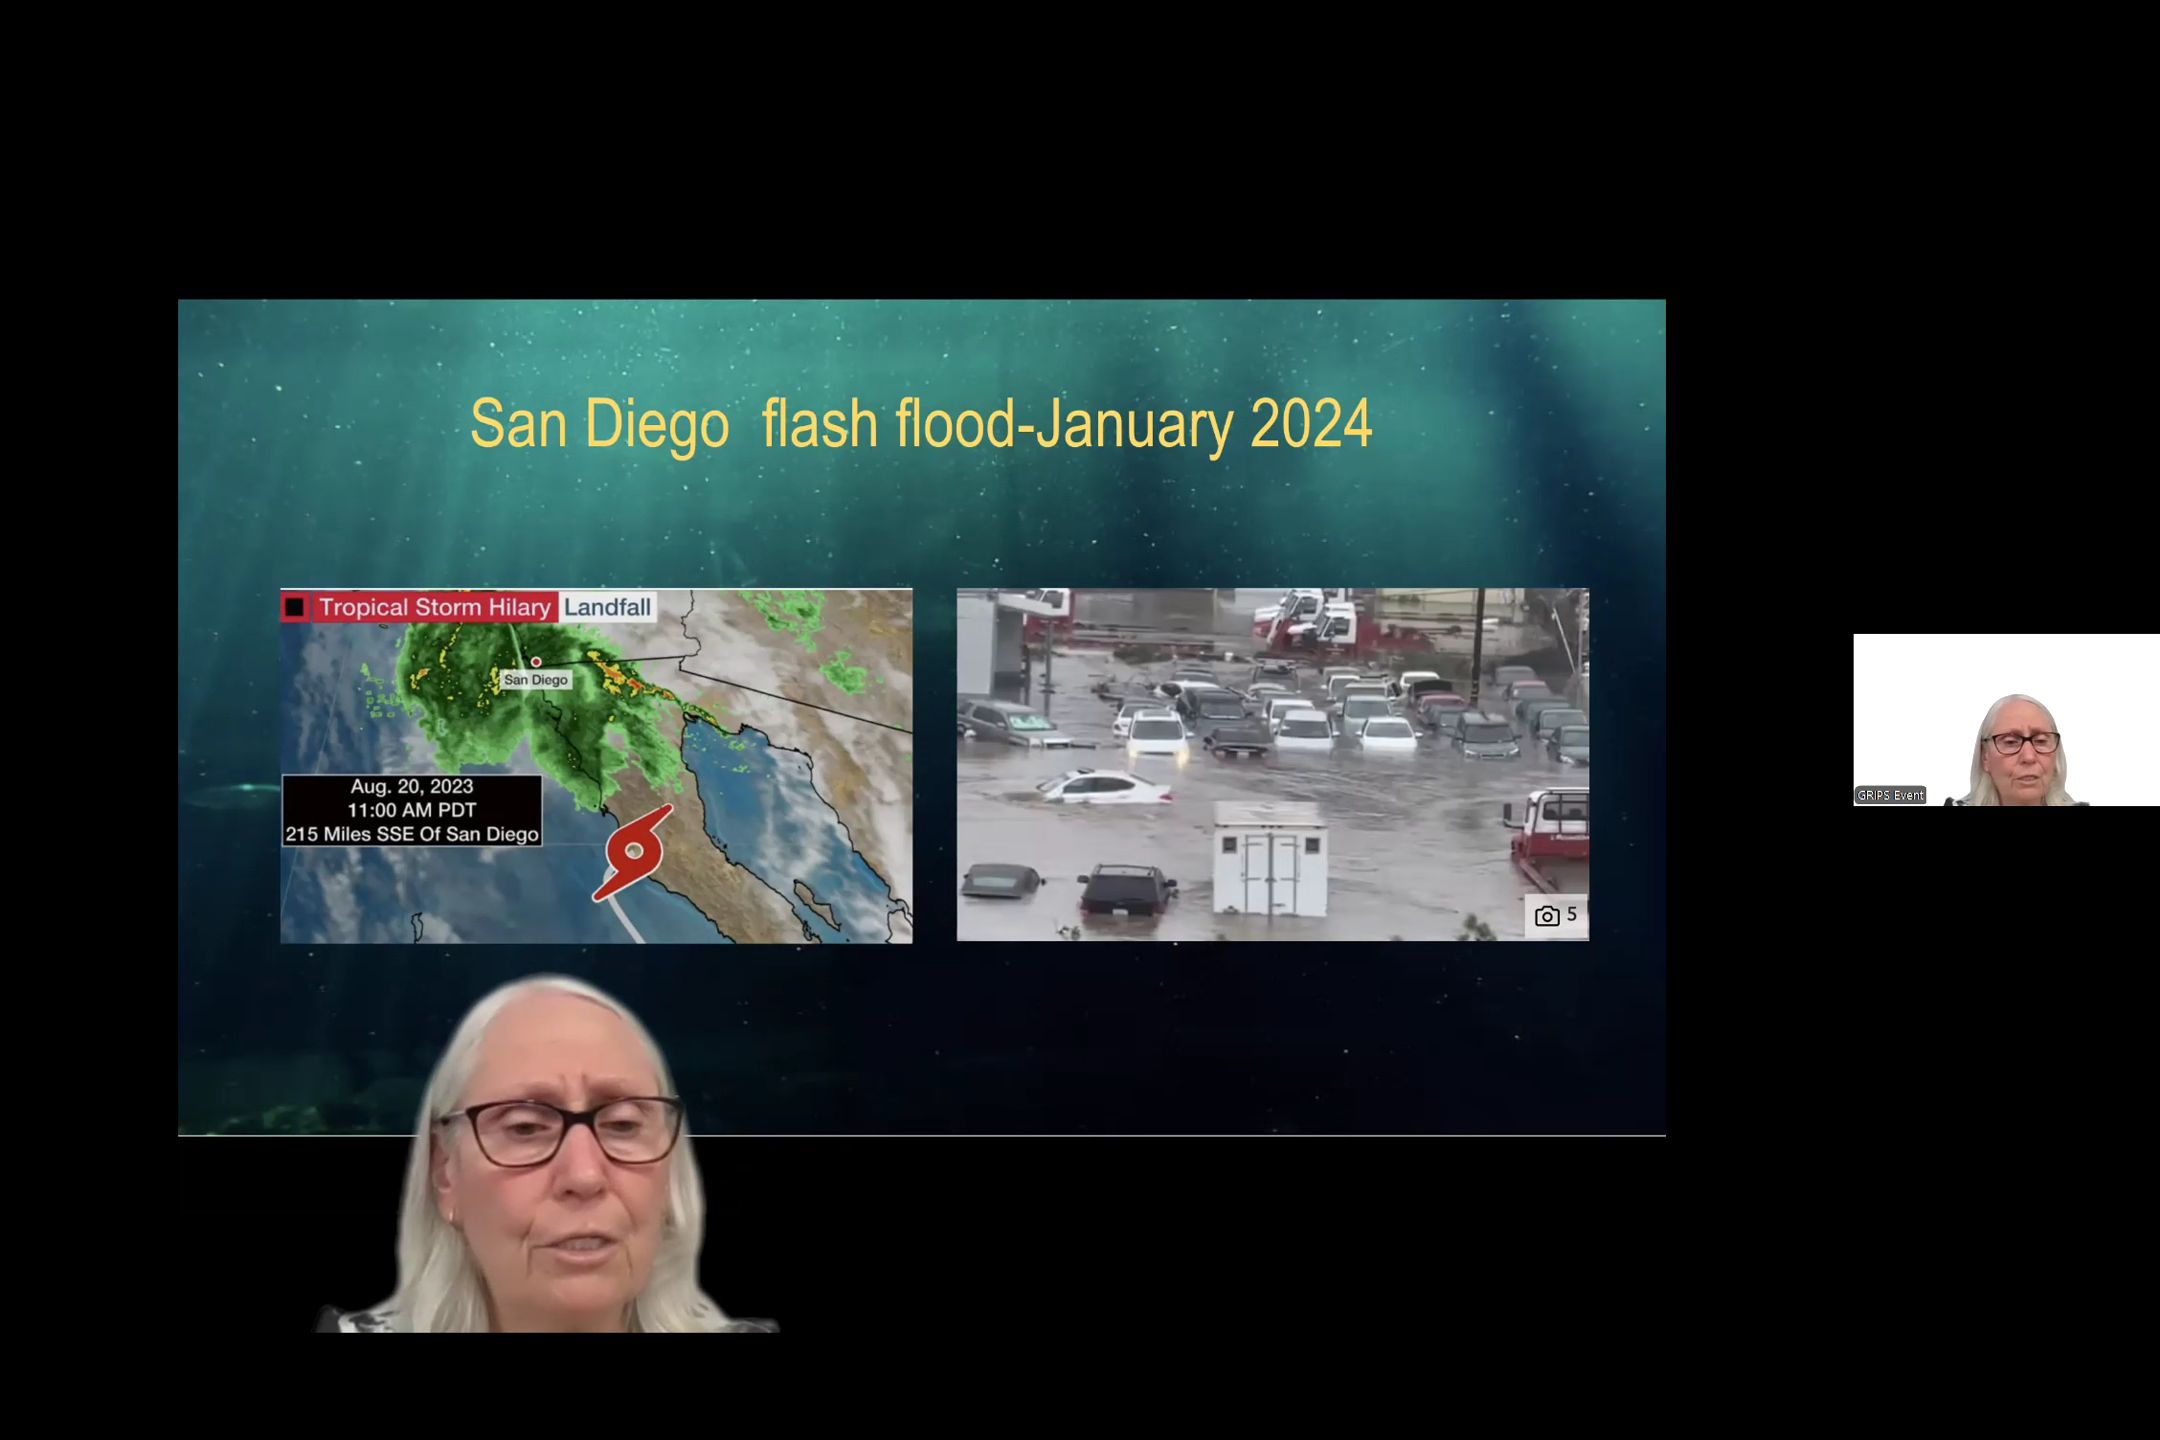 San Diego  flash flood-January 2024
Tropical Storm Hilary Landfall
San Diego
Aug. 20, 2023
11:00 AM PDT
215 Miles SSE Of San Diego
5
GRIPS Event